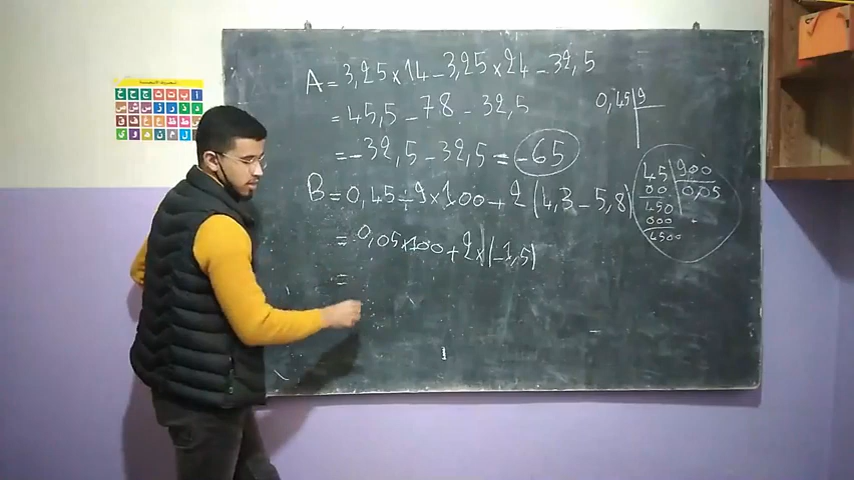 A = 3,25 × 14 - 3,25 × 24 - 32,5
= 45,5 - 78 - 32,5
= - 32,5 - 32,5 = - 65
B = 0,45 ÷ 9 × 100 + 2 (4,3 - 5,8)
= 0,05 × 100 + 2 × (-1,5)
=
0,45 | 9
45 | 900
00 | 0,05
450
000
4500